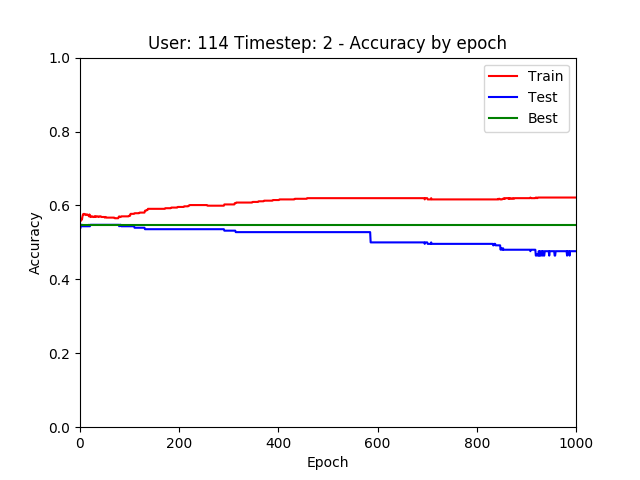 User: 114 Timestep: 2 - Accuracy by epoch
Train
Test
Best
Accuracy
1.0
0.8
0.6
0.4
0.2
0.0
0 200 400 600 800 1000
Epoch